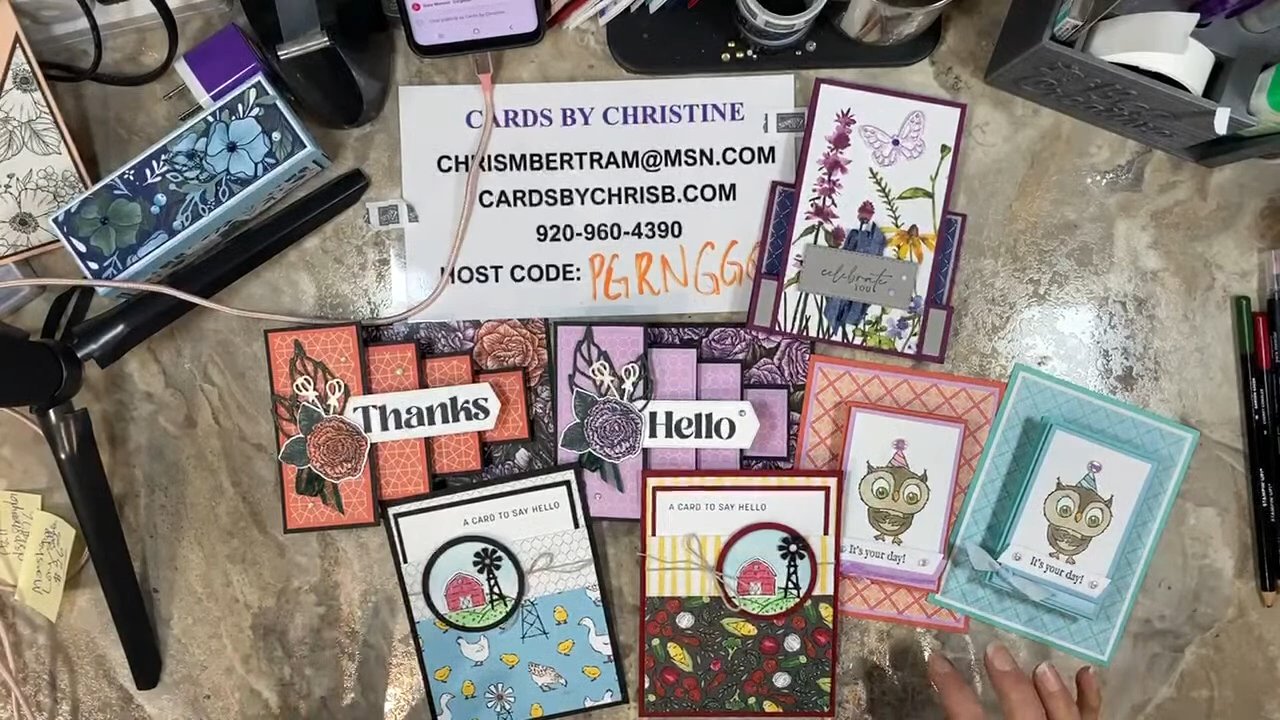 CARDS BY CHRISTINE
CHRISMBERTRAM@MSN.COM
CARDSBYCHRISB.COM
920-960-4390
HOST CODE: PGRNGG
celebrate
YOU
Thanks
Hello
A CARD TO SAY HELLO
A CARD TO SAY HELLO
It's your day!
It's your day!